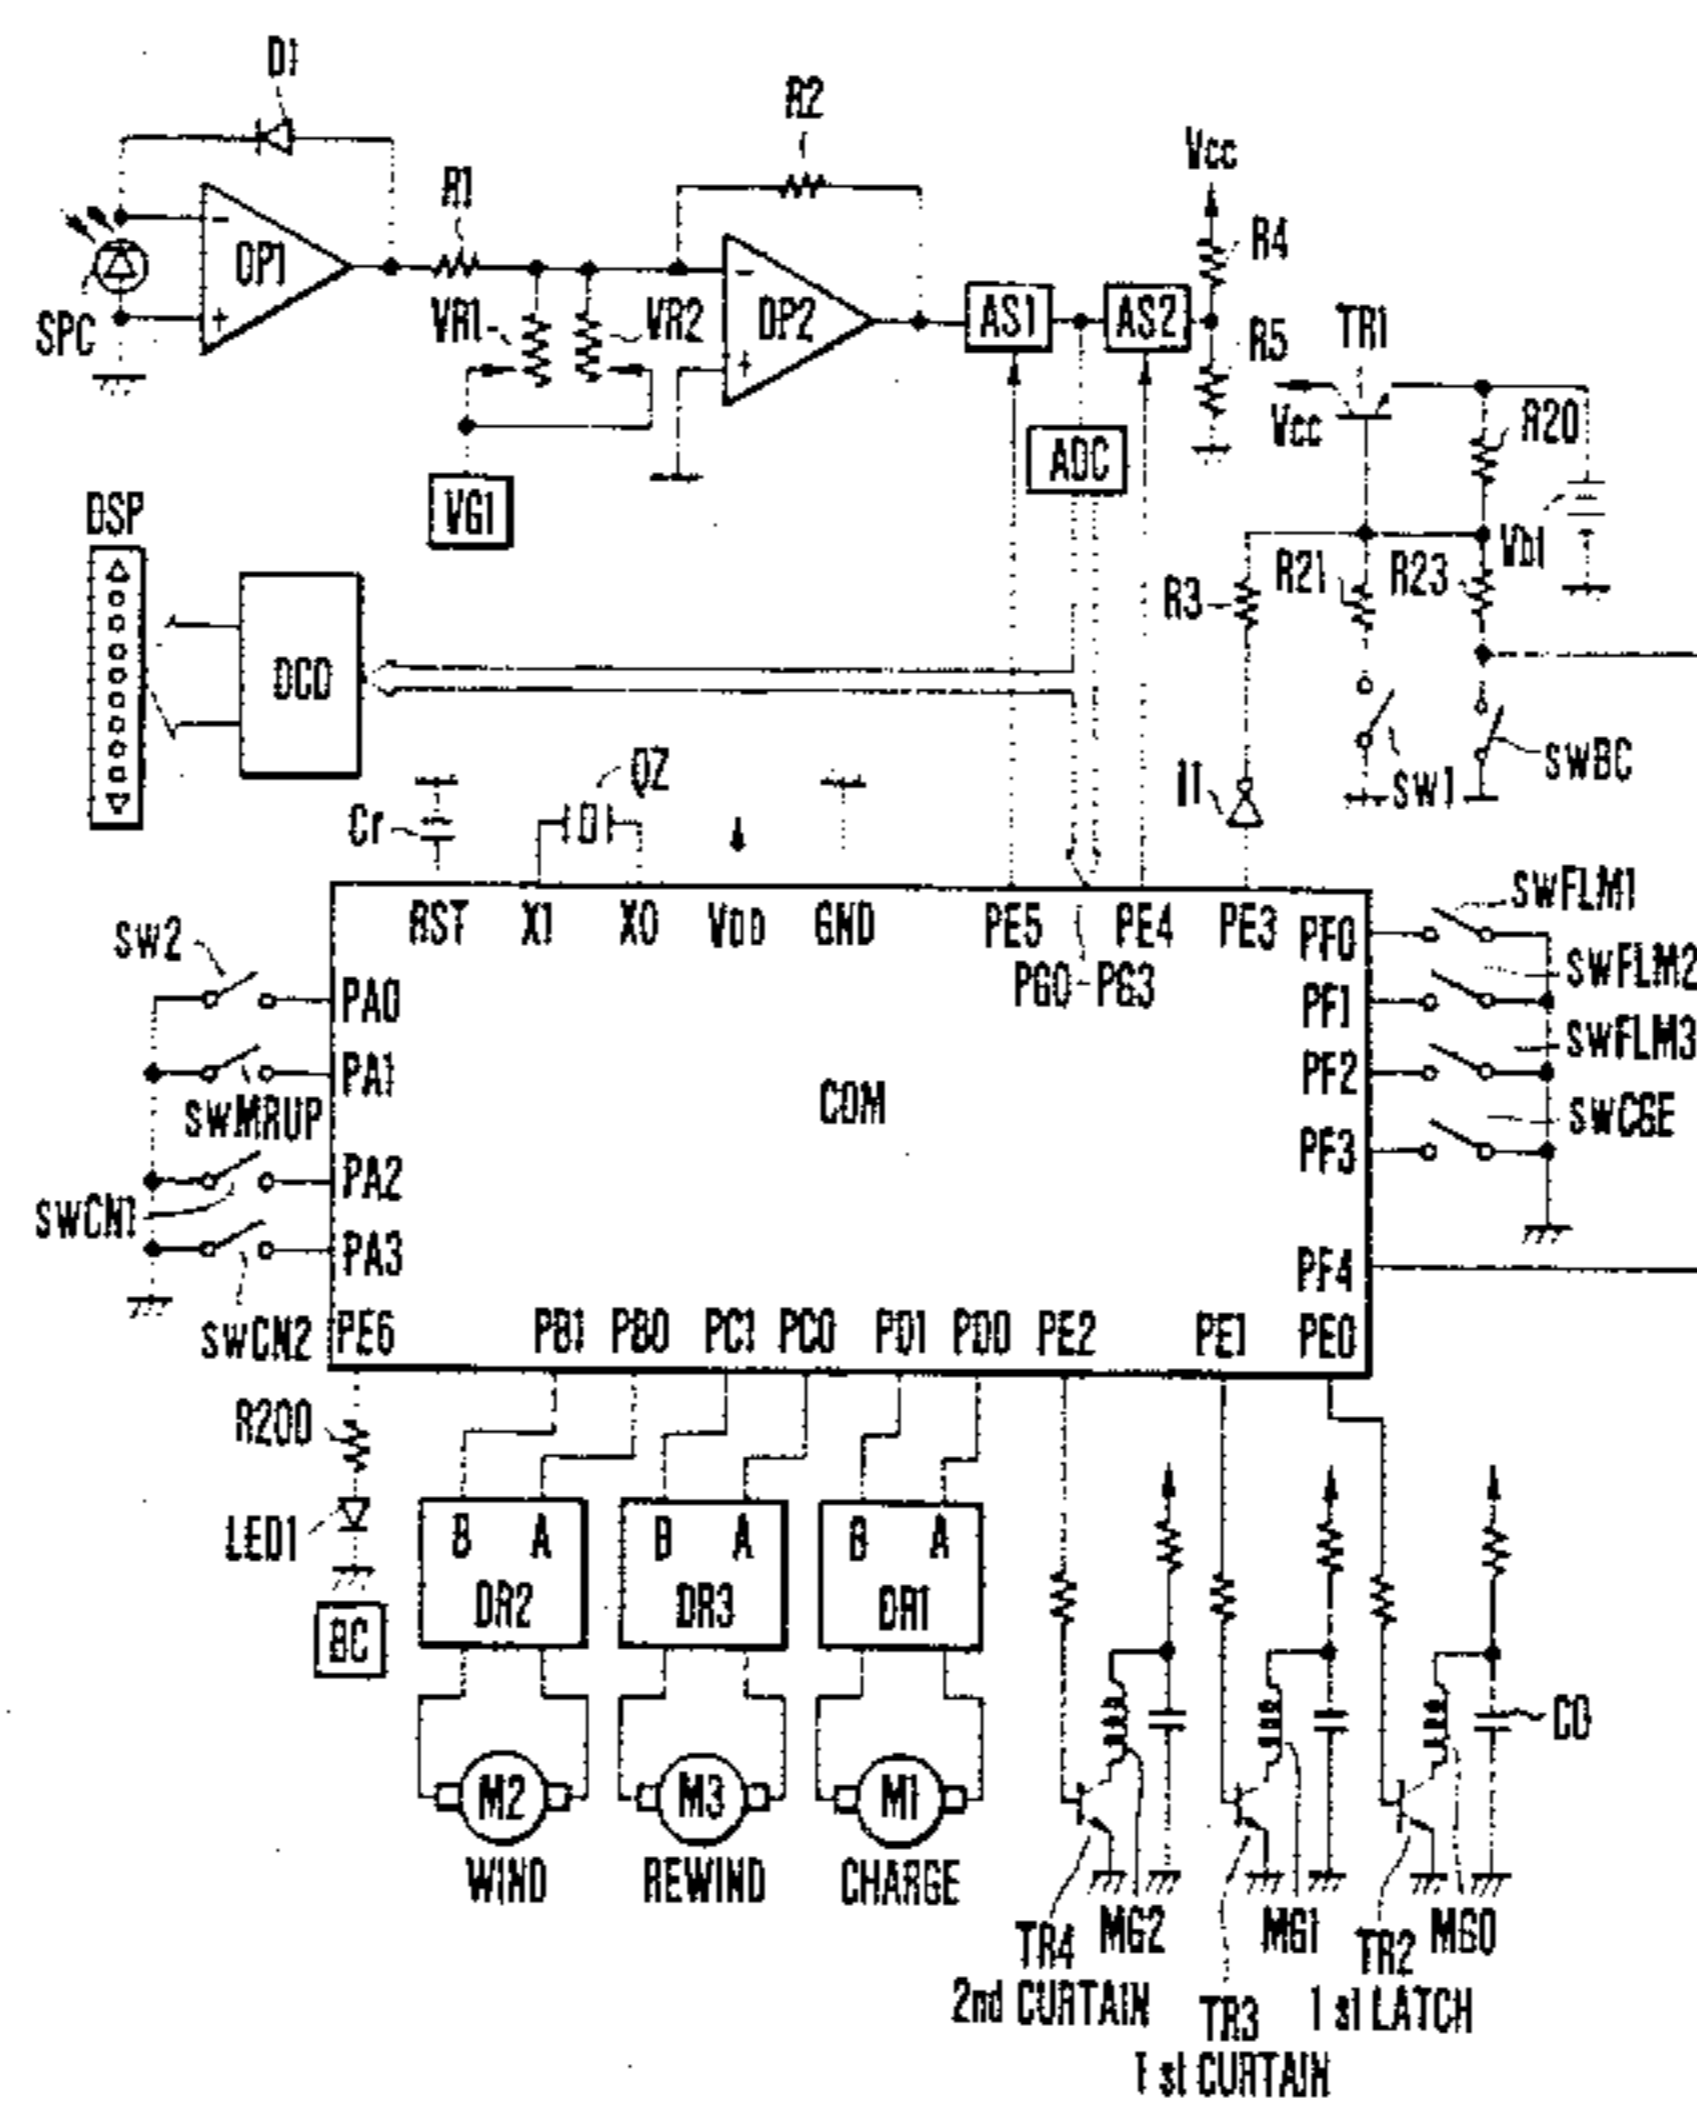 D1
R2
Vcc
R1
R4
OP1
VR1
VR2
OP2
AS1
AS2
R5
TR1
SPC
Vcc
R20
ADC
VG1
DSP
Vb1
R3
R21
R23
DCD
QZ
Cr
I1
SW1
SWBC
RST
X1
X0
VDD
GND
PE5
PE4
PE3
PF0
SWFLM1
SW2
PG0-PG3
SWFLM2
PA0
PF1
SWFLM3
PA1
PF2
COM
SWMRUP
SWCGE
PA2
PF3
SWCN1
PA3
PF4
SWCN2
PE6
PB1
PB0
PC1
PC0
PD1
PD0
PE2
PE1
PE0
R200
LED1
B
A
B
A
B
A
DR2
DR3
DR1
BC
C0
M2
M3
M1
WIND
REWIND
CHARGE
TR4
MG2
MG1
TR2
MG0
2nd CURTAIN
TR3
1st LATCH
1st CURTAIN